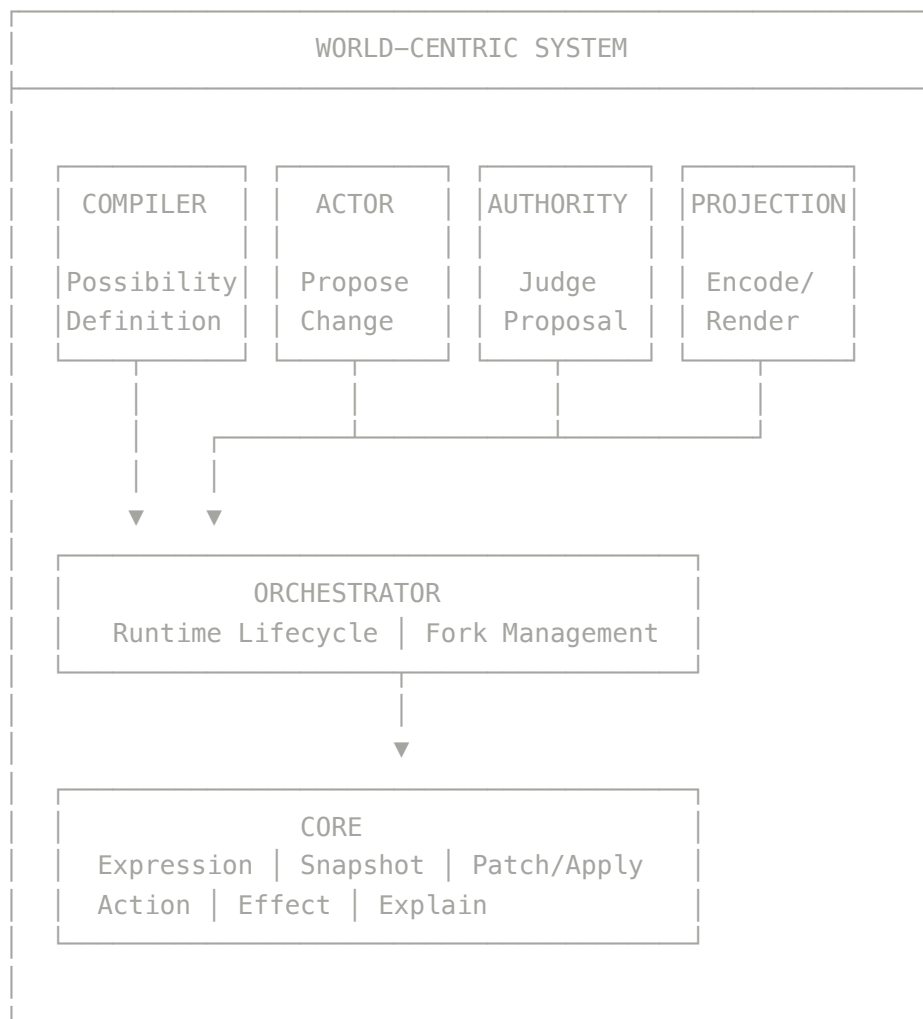 WORLD-CENTRIC SYSTEM
COMPILER
Possibility
Definition
ACTOR
Propose
Change
AUTHORITY
Judge
Proposal
PROJECTION
Encode/
Render
ORCHESTRATOR
Runtime Lifecycle │ Fork Management
CORE
Expression │ Snapshot │ Patch/Apply
Action │ Effect │ Explain